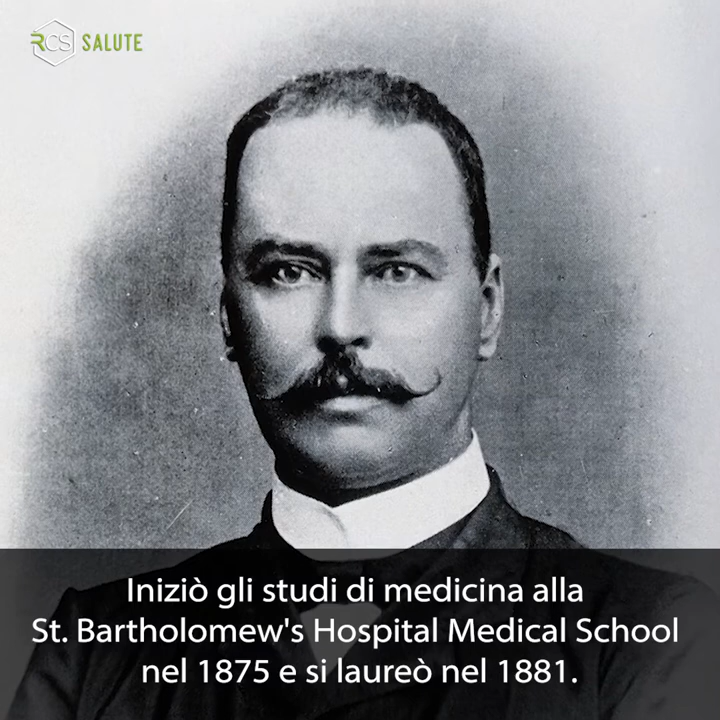 RCS SALUTE
Iniziò gli studi di medicina alla
St. Bartholomew's Hospital Medical School
nel 1875 e si laureò nel 1881.